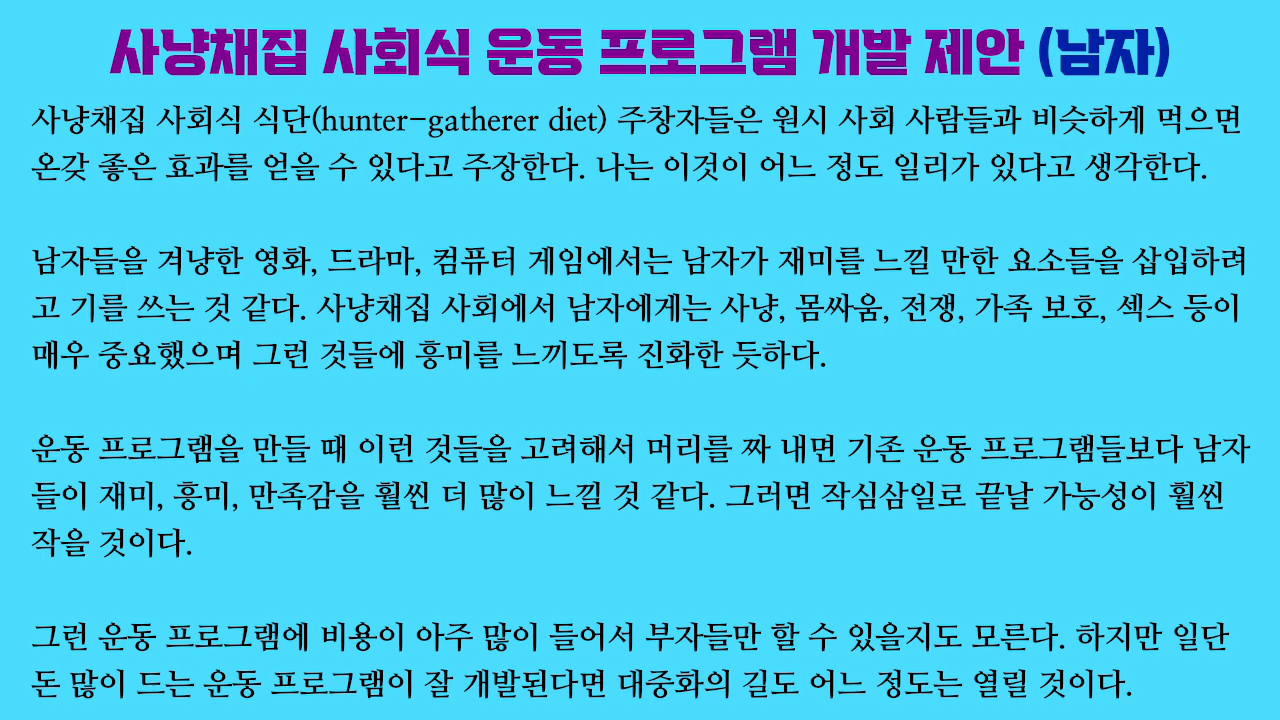 사냥채집 사회식 운동 프로그램 개발 제안 (남자)
사냥채집 사회식 식단(hunter-gatherer diet) 주창자들은 원시 사회 사람들과 비슷하게 먹으면
온갖 좋은 효과를 얻을 수 있다고 주장한다. 나는 이것이 어느 정도 일리가 있다고 생각한다.
남자들을 겨냥한 영화, 드라마, 컴퓨터 게임에서는 남자가 재미를 느낄 만한 요소들을 삽입하려
고 기를 쓰는 것 같다. 사냥채집 사회에서 남자에게는 사냥, 몸싸움, 전쟁, 가족 보호, 섹스 등이
매우 중요했으며 그런 것들에 흥미를 느끼도록 진화한 듯하다.
운동 프로그램을 만들 때 이런 것들을 고려해서 머리를 짜 내면 기존 운동 프로그램들보다 남자
들이 재미, 흥미, 만족감을 훨씬 더 많이 느낄 것 같다. 그러면 작심삼일로 끝날 가능성이 훨씬
작을 것이다.
그런 운동 프로그램에 비용이 아주 많이 들어서 부자들만 할 수 있을지도 모른다. 하지만 일단
돈 많이 드는 운동 프로그램이 잘 개발된다면 대중화의 길도 어느 정도는 열릴 것이다.